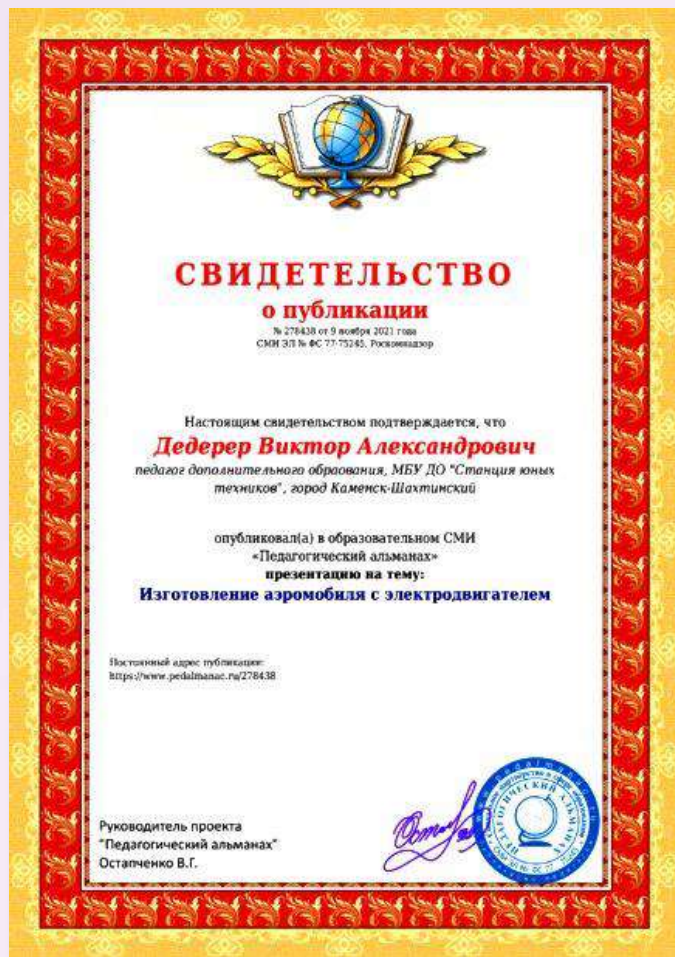 СВИДЕТЕЛЬСТВО
о публикации
№ 278438 от 9 ноября 2021 года
СМИ ЭЛ № ФС 77-75245, Роскомнадзор
Настоящим свидетельством подтверждается, что
Дедерер Виктор Александрович
педагог дополнительного образования, МБУ ДО "Станция юных
техников", город Каменск-Шахтинский
опубликовал(а) в образовательном СМИ
«Педагогический альманах»
презентацию на тему:
Изготовление аэромобиля с электродвигателем
Постоянный адрес публикации:
https://www.pedalmanac.ru/278438
Руководитель проекта
"Педагогический альманах"
Остапченко В.Г.
ПЕДАГОГИЧЕСКИЙ АЛЬМАНАХ